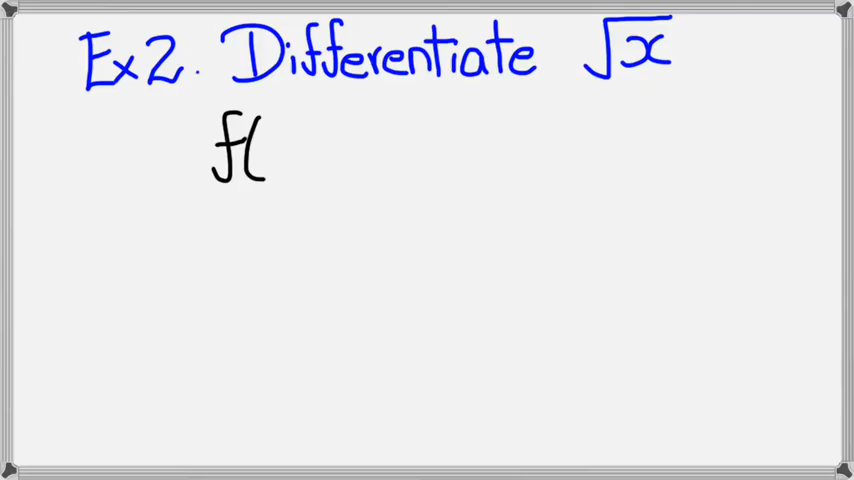 Ex2. Differentiate √x
f(